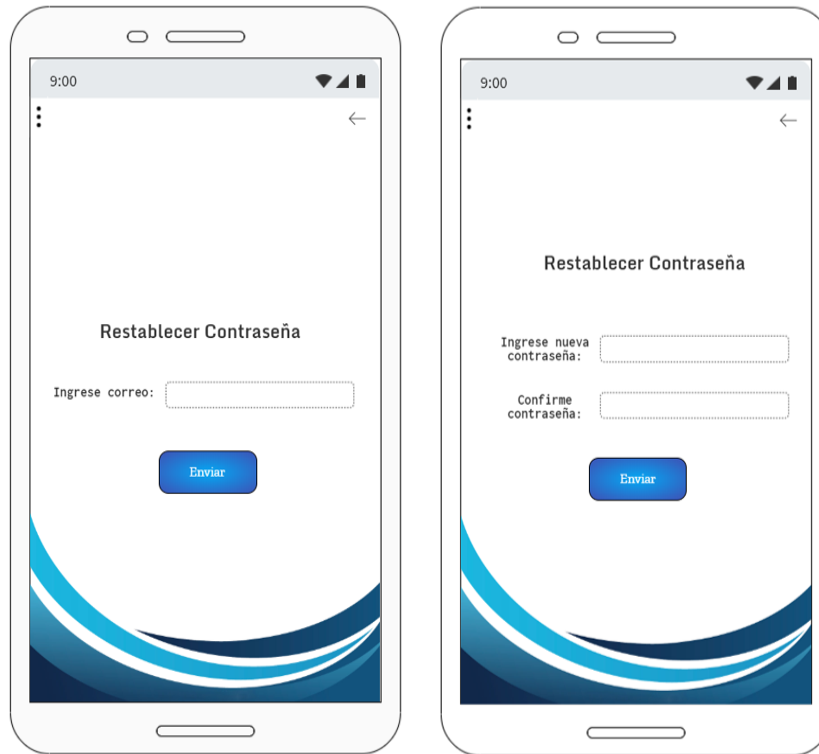 9:00
Restablecer Contraseña
Ingrese correo:
Enviar
9:00
Restablecer Contraseña
Ingrese nueva
contraseña:
Confirme
contraseña:
Enviar